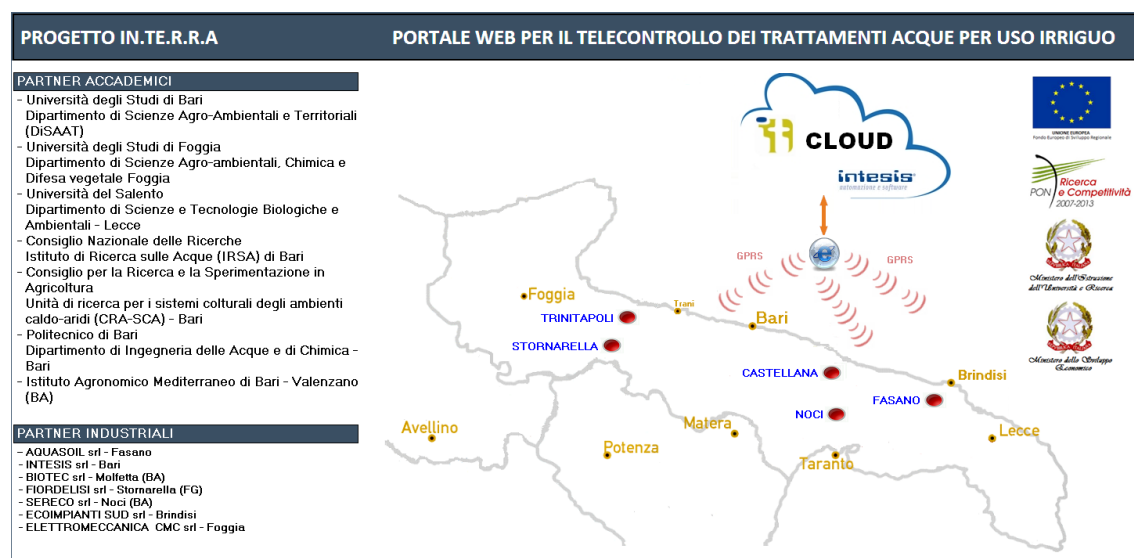 PROGETTO IN.TE.R.R.A
PORTALE WEB PER IL TELECONTROLLO DEI TRATTAMENTI ACQUE PER USO IRRIGUO
PARTNER ACCADEMICI
- Università degli Studi di Bari
Dipartimento di Scienze Agro-Ambientali e Territoriali
(DiSAAT)
- Università degli Studi di Foggia
Dipartimento di Scienze Agro-ambientali, Chimica e
Difesa vegetale Foggia
- Università del Salento
Dipartimento di Scienze e Tecnologie Biologiche e
Ambientali - Lecce
- Consiglio Nazionale delle Ricerche
Istituto di Ricerca sulle Acque (IRSA) di Bari
- Consiglio per la Ricerca e la Sperimentazione in
Agricoltura
Unità di ricerca per i sistemi colturali degli ambienti
caldo-aridi (CRA-SCA) - Bari
- Politecnico di Bari
Dipartimento di Ingegneria delle Acque e di Chimica -
Bari
- Istituto Agronomico Mediterraneo di Bari - Valenzano
(BA)
PARTNER INDUSTRIALI
- AQUASOIL srl - Fasano
- INTESIS srl - Bari
- BIOTEC srl - Molfetta (BA)
- FIORDELISI srl - Stornarella (FG)
- SERECO srl - Noci (BA)
- ECOIMPIANTI SUD srl - Brindisi
- ELETTROMECCANICA CMC srl - Foggia
CLOUD
intesis
automazione e software
GPRS
GPRS
Foggia
Trani
TRINITAPOLI
Bari
STORNARELLA
CASTELLANA
Brindisi
FASANO
NOCI
Avellino
Matera
Lecce
Potenza
Taranto
UNIONE EUROPEA
Fondo Europeo di Sviluppo Regionale
PON
Ricerca
e Competitività
2007-2013
Ministero dell'Istruzione
dell'Università e Ricerca
Ministero dello Sviluppo
Economico